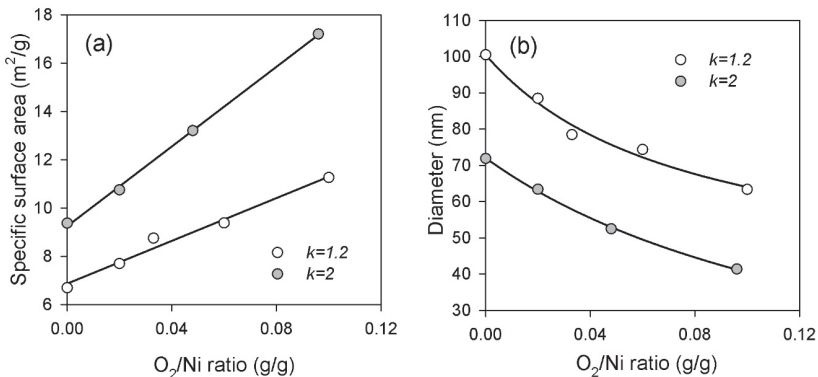 (a)
Specific surface area (m²/g)
18
16
14
12
10
8
6
k=1.2
k=2
0.00
0.04
0.08
0.12
O₂/Ni ratio (g/g)
(b)
Diameter (nm)
110
100
90
80
70
60
50
40
30
k=1.2
k=2
0.00
0.04
0.08
0.12
O₂/Ni ratio (g/g)